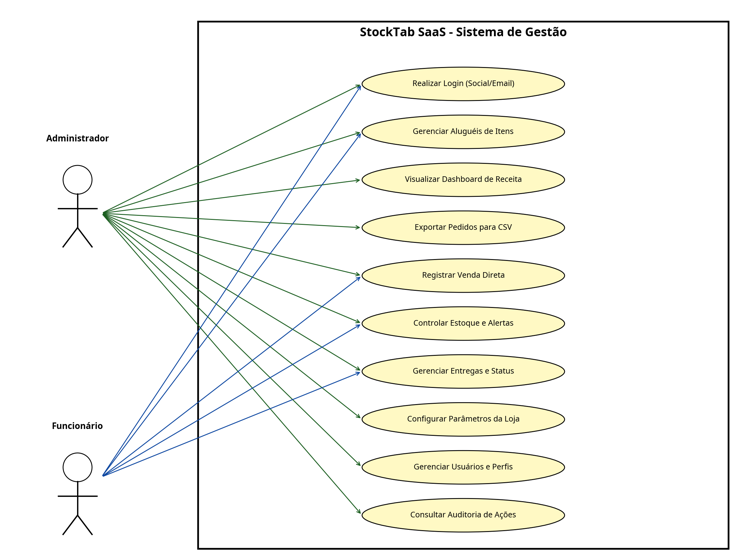 StockTab SaaS - Sistema de Gestão
Realizar Login (Social/Email)
Administrador
Gerenciar Aluguéis de Itens
Visualizar Dashboard de Receita
Exportar Pedidos para CSV
Registrar Venda Direta
Controlar Estoque e Alertas
Gerenciar Entregas e Status
Configurar Parâmetros da Loja
Funcionário
Gerenciar Usuários e Perfis
Consultar Auditoria de Ações